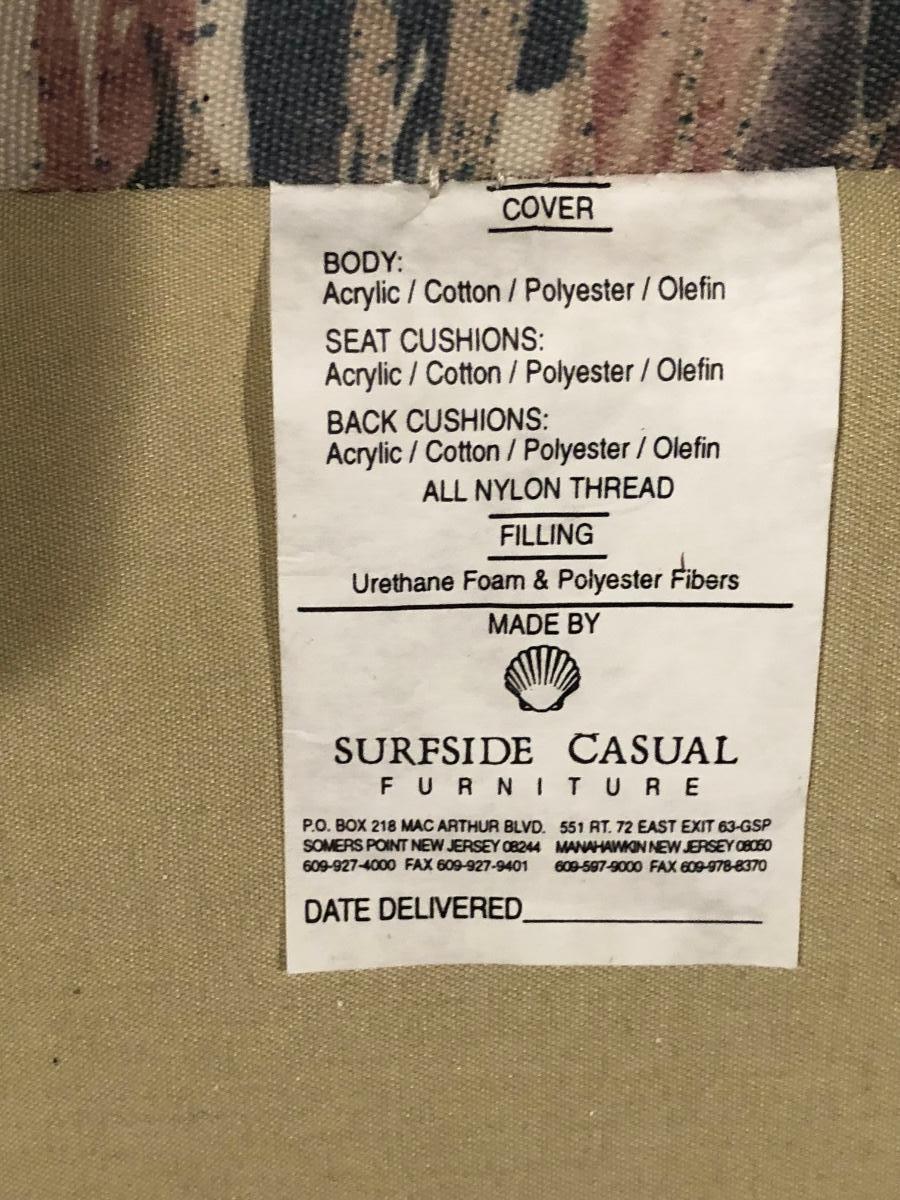 COVER
BODY:
Acrylic / Cotton / Polyester / Olefin
SEAT CUSHIONS:
Acrylic / Cotton / Polyester / Olefin
BACK CUSHIONS:
Acrylic / Cotton / Polyester / Olefin
ALL NYLON THREAD
FILLING
Urethane Foam & Polyester Fibers
MADE BY
SURFSIDE CASUAL
FURNITURE
P.O. BOX 218 MAC ARTHUR BLVD. 551 RT. 72 EAST EXIT 63-GSP
SOMERS POINT NEW JERSEY 08244 MANAHAWKIN NEW JERSEY 08050
609-927-4000 FAX 609-927-9401 609-597-9000 FAX 609-978-8370
DATE DELIVERED